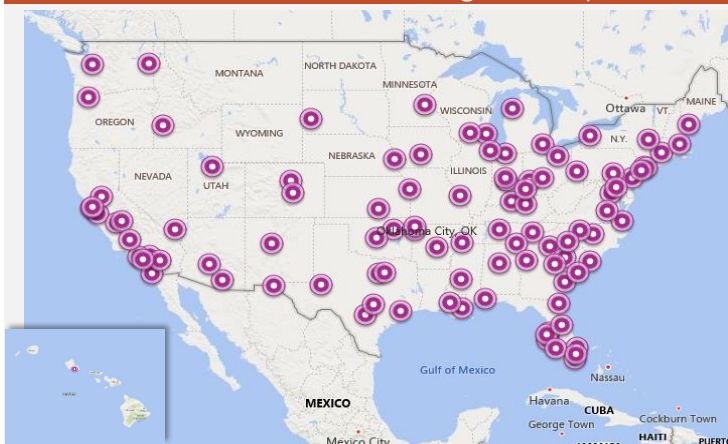 MONTANA
NORTH DAKOTA
MINNESOTA
Ottawa
VT.
MAINE
WISCONSIN
OREGON
WYOMING
N.Y.
NEBRASKA
ILLINOIS
NEVADA
UTAH
Oklahoma City, OK
Gulf of Mexico
Nassau
MEXICO
Havana
CUBA
Cockburn Town
George Town
HAITI
Mexico City